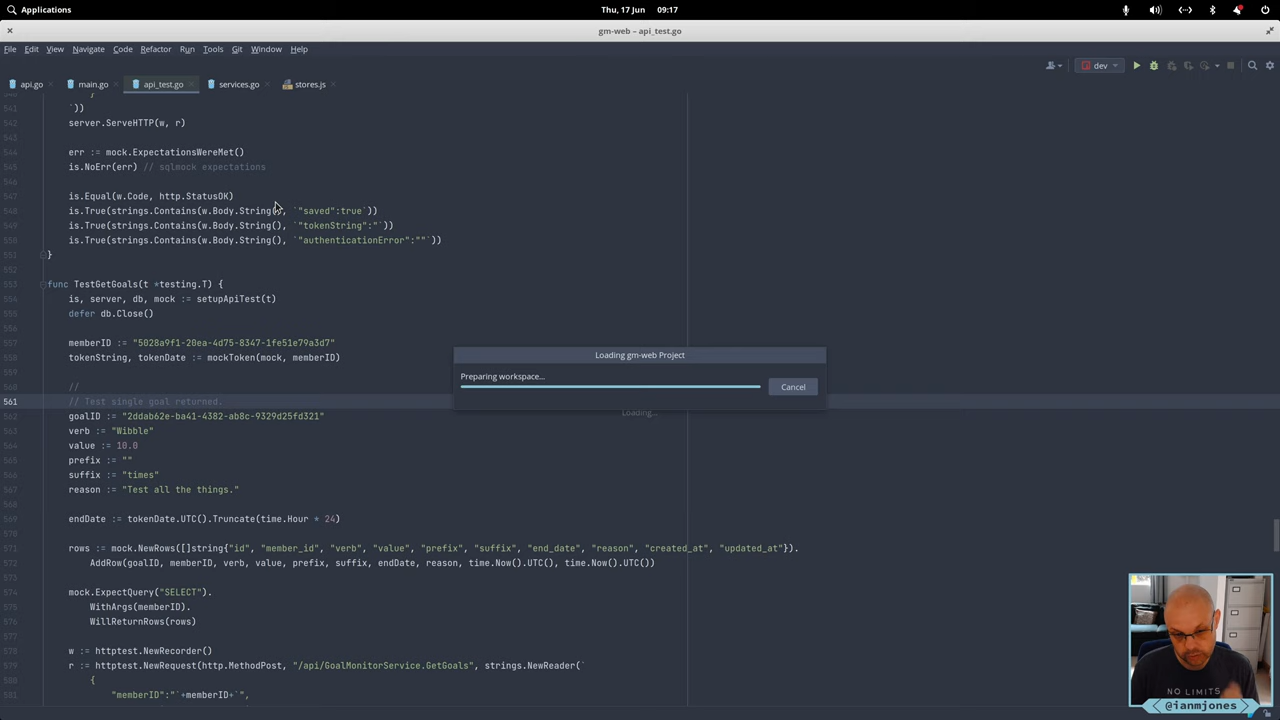 Applications
Thu, 17 Jun 09:17
gm-web – api_test.go
File Edit View Navigate Code Refactor Run Tools Git Window Help
api.go main.go api_test.go services.go stores.js
dev
541 `))
542 server.ServeHTTP(w, r)
543
544 err := mock.ExpectationsWereMet()
545 is.NoErr(err) // sqlmock expectations
546
547 is.Equal(w.Code, http.StatusOK)
548 is.True(strings.Contains(w.Body.String(), `"saved":true`))
549 is.True(strings.Contains(w.Body.String(), `"tokenString":"`))
550 is.True(strings.Contains(w.Body.String(), `"authenticationError":""`))
551 }
552
553 func TestGetGoals(t *testing.T) {
554 is, server, db, mock := setupApiTest(t)
555 defer db.Close()
556
557 memberID := "5028a9f1-20ea-4d75-8347-1fe51e79a3d7"
558 tokenString, tokenDate := mockToken(mock, memberID)
559
560 //
561 // Test single goal returned.
562 goalID := "2ddab62e-ba41-4382-ab8c-9329d25fd321"
563 verb := "Wibble"
564 value := 10.0
565 prefix := ""
566 suffix := "times"
567 reason := "Test all the things."
568
569 endDate := tokenDate.UTC().Truncate(time.Hour * 24)
570
571 rows := mock.NewRows([]string{"id", "member_id", "verb", "value", "prefix", "suffix", "end_date", "reason", "created_at", "updated_at"}).
572 AddRow(goalID, memberID, verb, value, prefix, suffix, endDate, reason, time.Now().UTC(), time.Now().UTC())
573
574 mock.ExpectQuery("SELECT").
575 WithArgs(memberID).
576 WillReturnRows(rows)
577
578 w := httptest.NewRecorder()
579 r := httptest.NewRequest(http.MethodPost, "/api/GoalMonitorService.GetGoals", strings.NewReader(`
580 {
581 "memberID":"`+memberID+`",
Loading gm-web Project
Preparing workspace...
Cancel
Loading...
NO LIMITS
@ianmjones